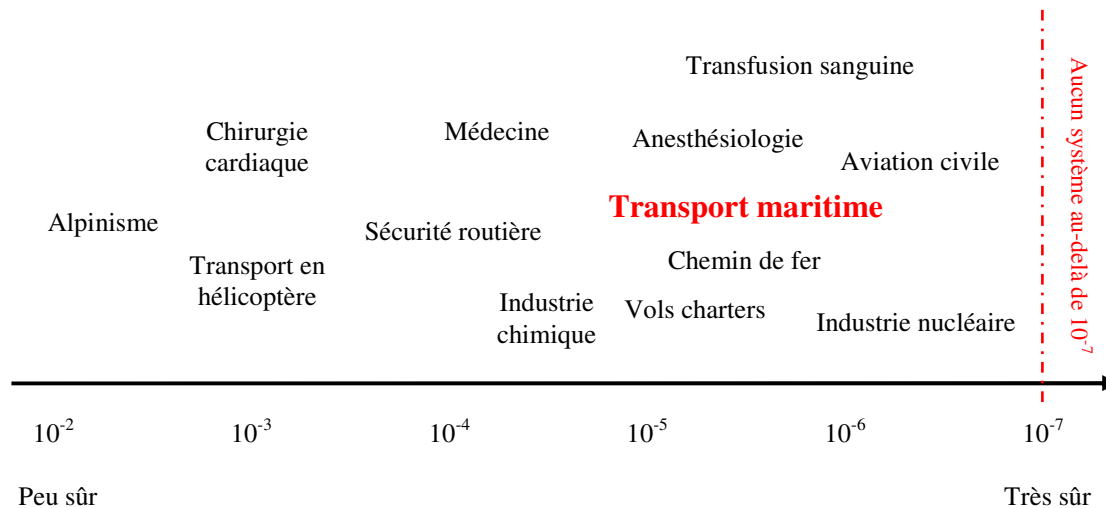 Transfusion sanguine
Chirurgie
cardiaque
Médecine
Anesthésiologie
Aviation civile
Transport maritime
Alpinisme
Sécurité routière
Transport en
hélicoptère
Chemin de fer
Industrie
chimique
Vols charters
Industrie nucléaire
Aucun système au-delà de 10⁻⁷
10⁻² 10⁻³ 10⁻⁴ 10⁻⁵ 10⁻⁶ 10⁻⁷
Peu sûr Très sûr